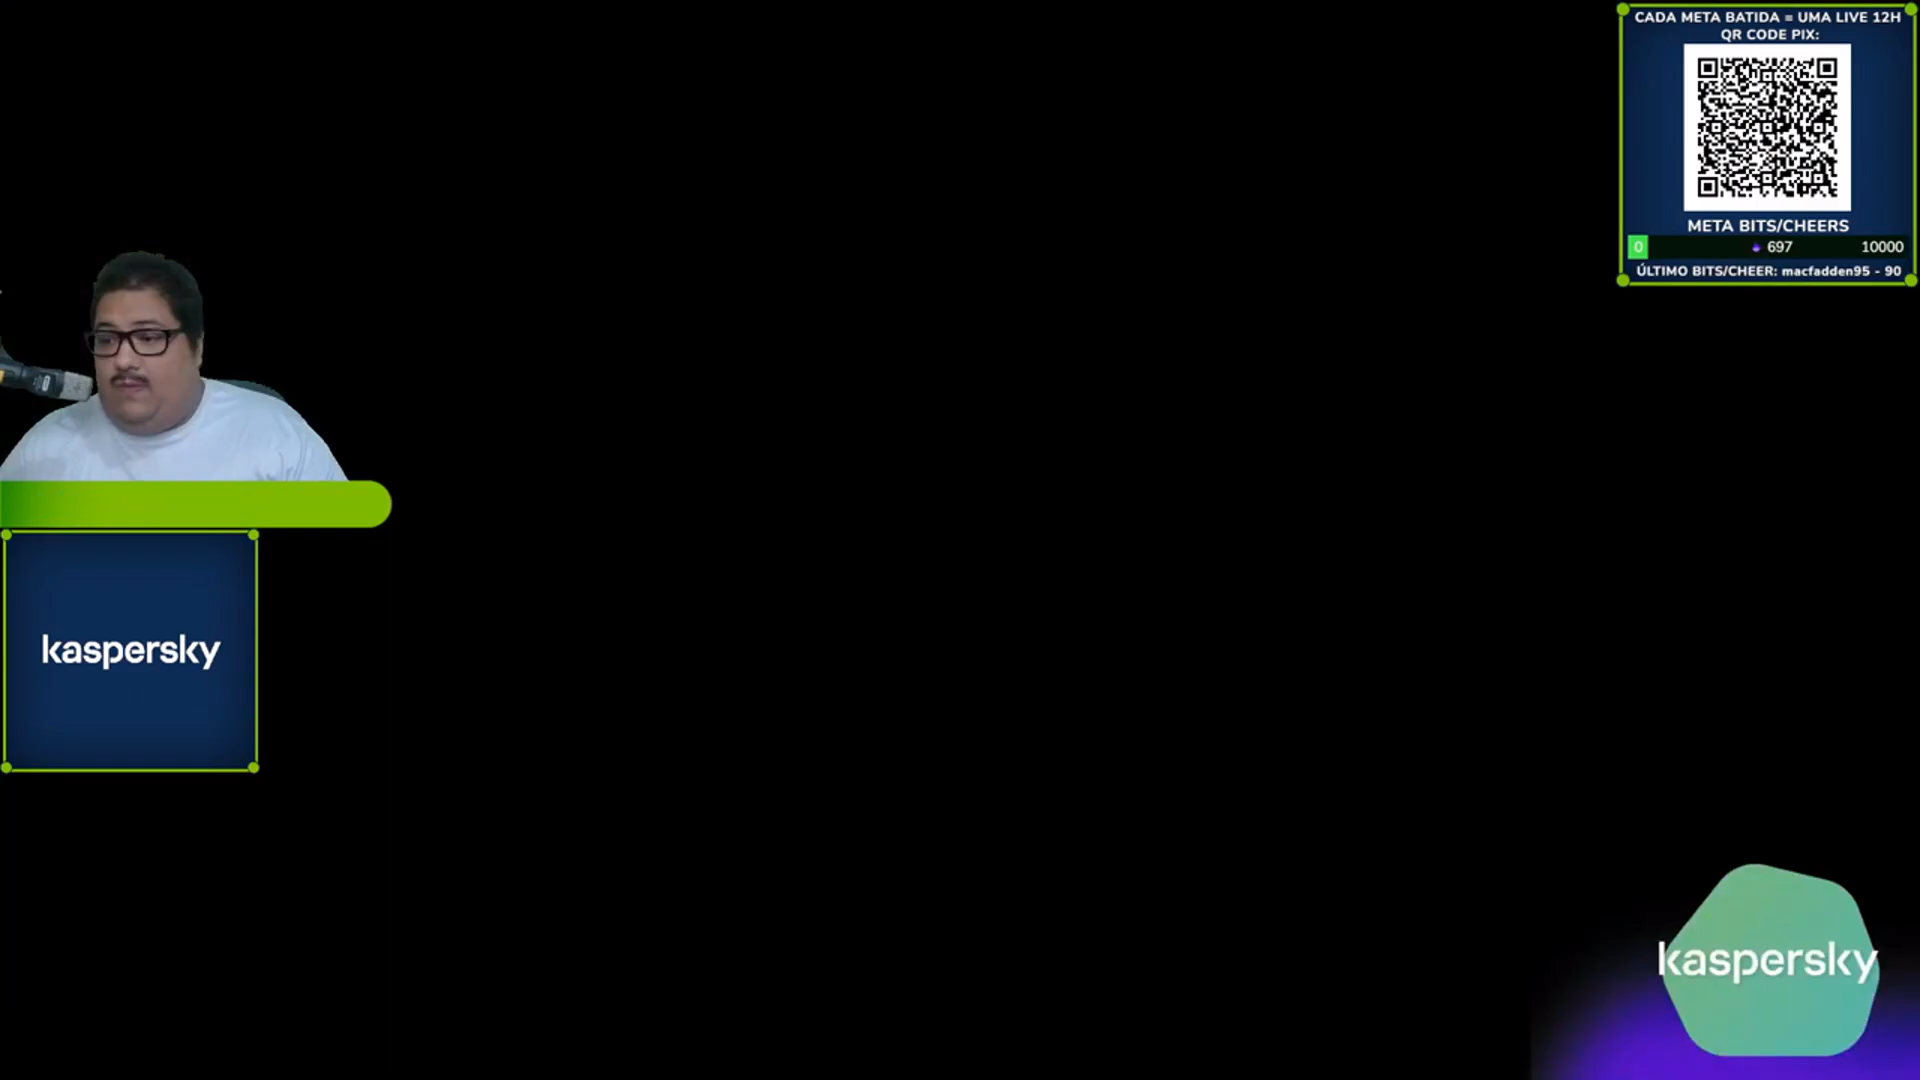 CADA META BATIDA = UMA LIVE 12H
QR CODE PIX:
META BITS/CHEERS
0 697 10000
ÚLTIMO BITS/CHEER: macfadden95 - 90
kaspersky
kaspersky